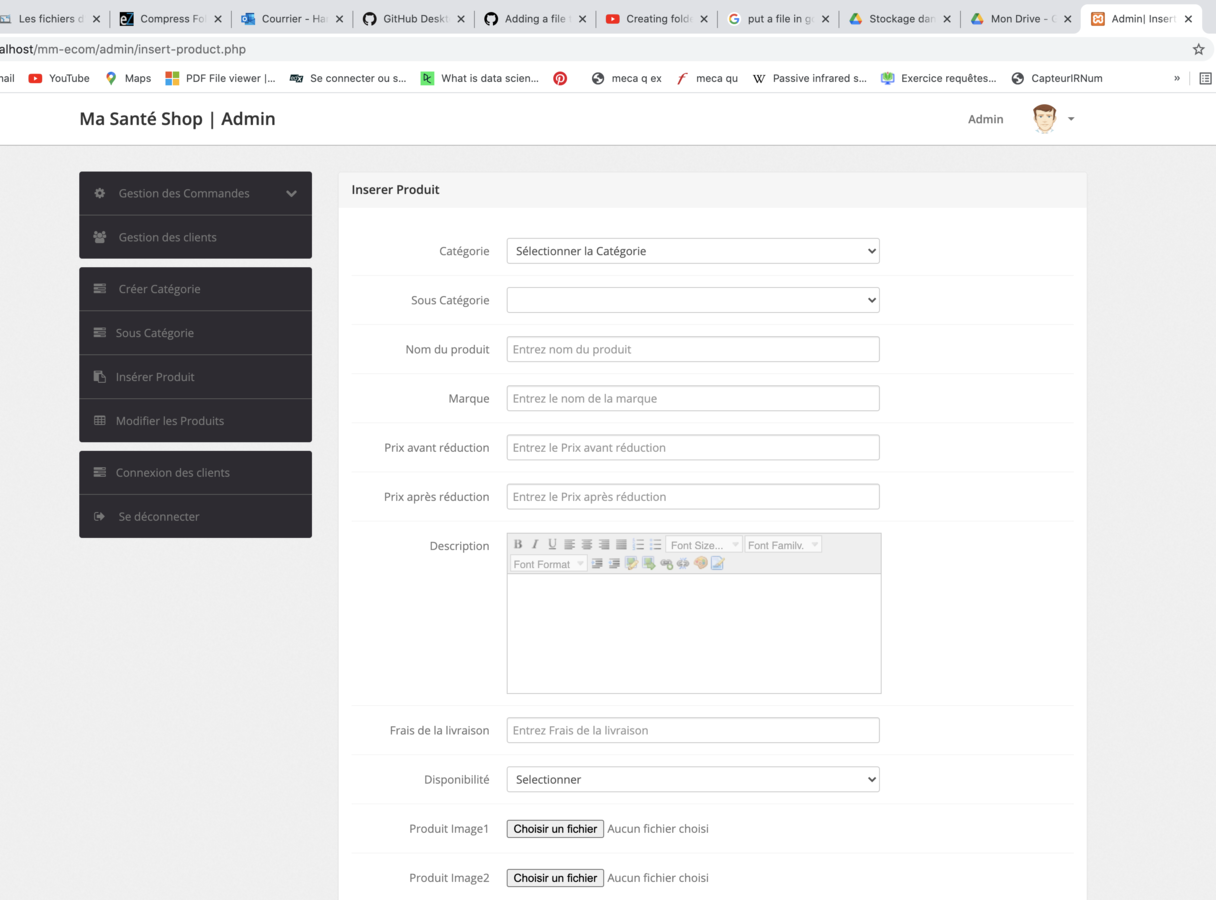 Les fichiers d
Compress Fo
Courrier - Ha
GitHub Deskt
Adding a file
Creating folde
put a file in g
Stockage dan
Mon Drive -
Admin| Insert
alhost/mm-ecom/admin/insert-product.php
nail
YouTube
Maps
PDF File viewer |...
Se connecter ou s...
What is data scien...
meca q ex
meca qu
Passive infrared s...
Exercice requêtes...
CapteurIRNum
»
Ma Santé Shop | Admin
Admin
Gestion des Commandes
Gestion des clients
Créer Catégorie
Sous Catégorie
Insérer Produit
Modifier les Produits
Connexion des clients
Se déconnecter
Inserer Produit
Catégorie
Sélectionner la Catégorie
Sous Catégorie
Nom du produit
Entrez nom du produit
Marque
Entrez le nom de la marque
Prix avant réduction
Entrez le Prix avant réduction
Prix après réduction
Entrez le Prix après réduction
Description
B I U
Font Size...
Font Family.
Font Format
Frais de la livraison
Entrez Frais de la livraison
Disponibilité
Selectionner
Produit Image1
Choisir un fichier Aucun fichier choisi
Produit Image2
Choisir un fichier Aucun fichier choisi